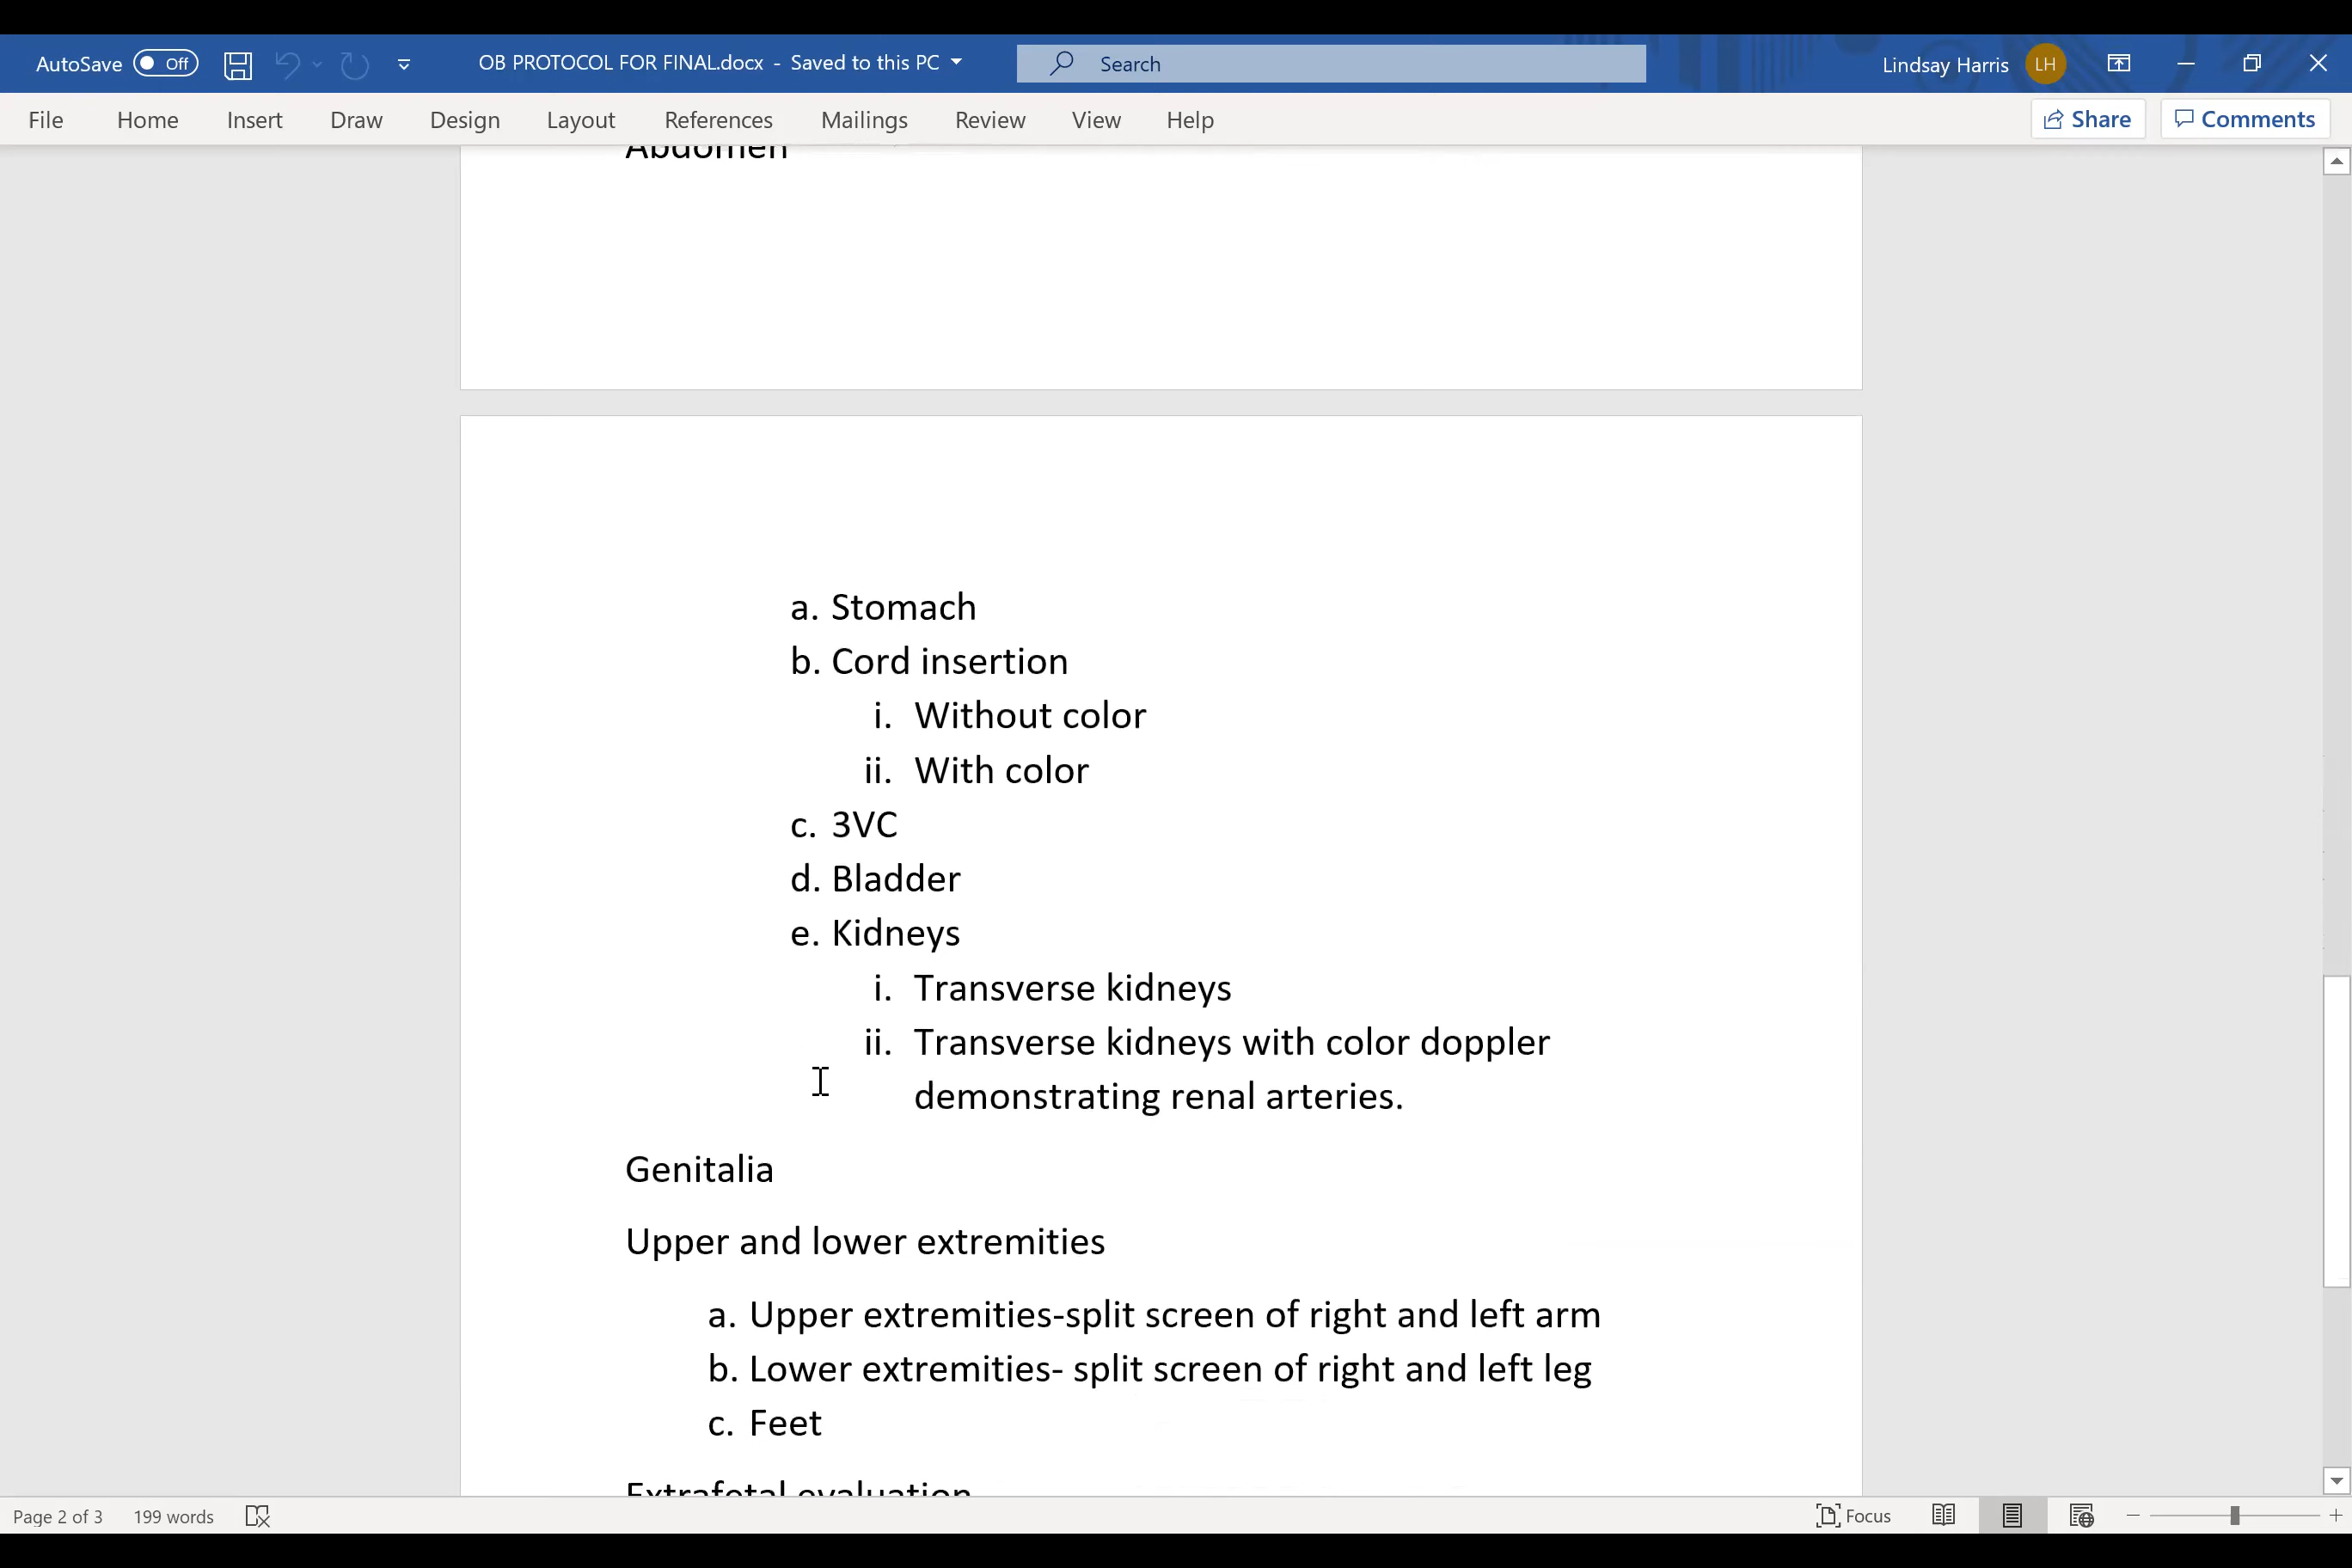 AutoSave Off OB PROTOCOL FOR FINAL.docx - Saved to this PC Search Lindsay Harris LH
File Home Insert Draw Design Layout References Mailings Review View Help Share Comments
Abdomen
a. Stomach
b. Cord insertion
i. Without color
ii. With color
c. 3VC
d. Bladder
e. Kidneys
i. Transverse kidneys
ii. Transverse kidneys with color doppler
demonstrating renal arteries.
Genitalia
Upper and lower extremities
a. Upper extremities-split screen of right and left arm
b. Lower extremities- split screen of right and left leg
c. Feet
Extrafetal evaluation
Page 2 of 3 199 words Focus